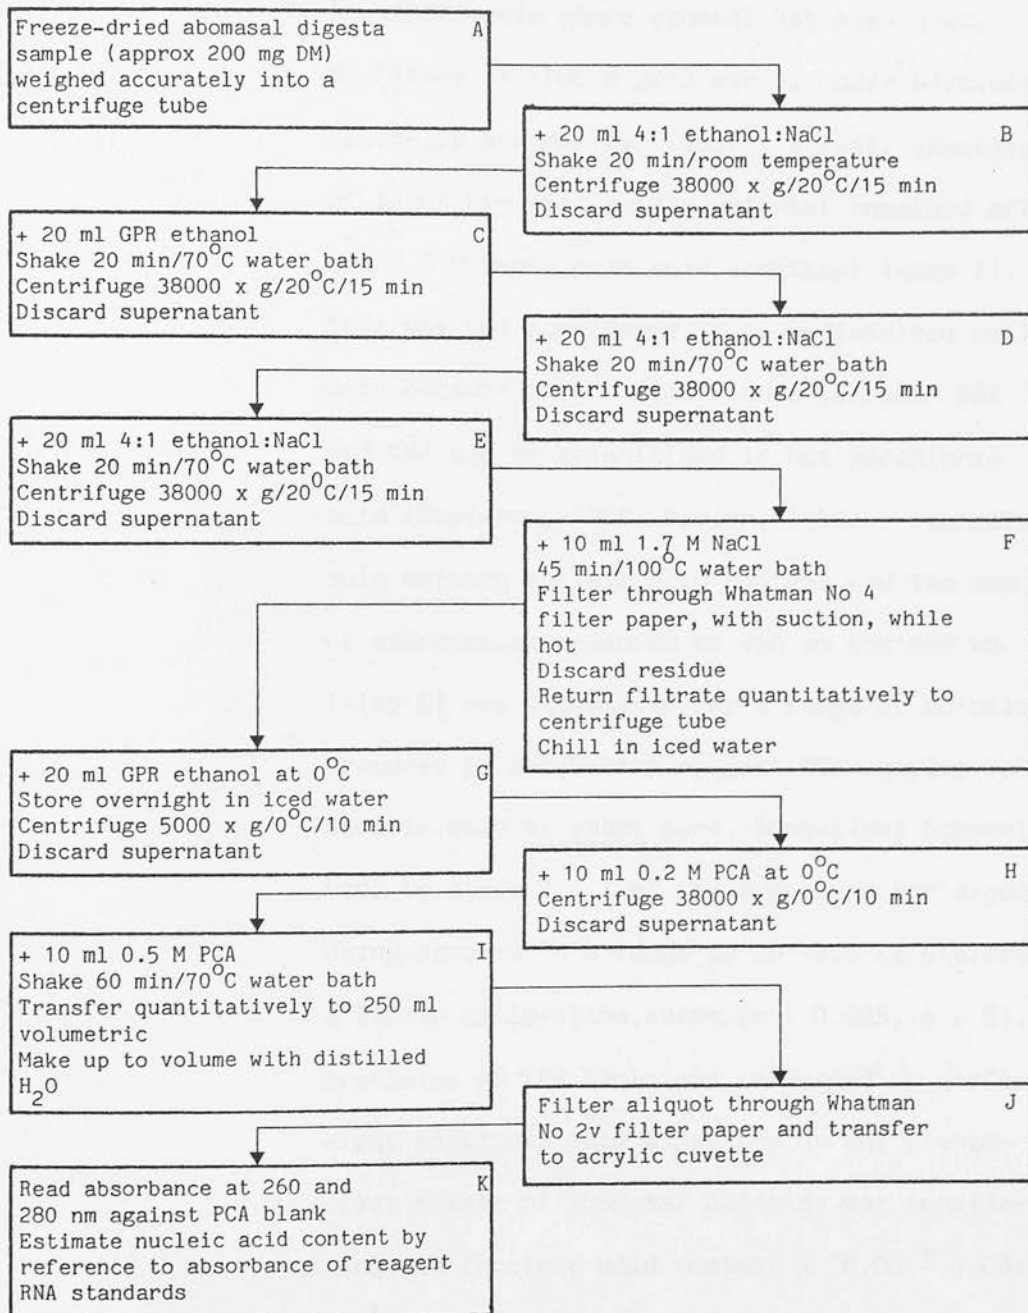 Freeze-dried abomasal digesta A
sample (approx 200 mg DM)
weighed accurately into a
centrifuge tube
+ 20 ml 4:1 ethanol:NaCl B
Shake 20 min/room temperature
Centrifuge 38000 x g/20°C/15 min
Discard supernatant
+ 20 ml GPR ethanol C
Shake 20 min/70°C water bath
Centrifuge 38000 x g/20°C/15 min
Discard supernatant
+ 20 ml 4:1 ethanol:NaCl D
Shake 20 min/70°C water bath
Centrifuge 38000 x g/20°C/15 min
Discard supernatant
+ 20 ml 4:1 ethanol:NaCl E
Shake 20 min/70°C water bath
Centrifuge 38000 x g/20°C/15 min
Discard supernatant
+ 10 ml 1.7 M NaCl F
45 min/100°C water bath
Filter through Whatman No 4
filter paper, with suction, while
hot
Discard residue
Return filtrate quantitatively to
centrifuge tube
Chill in iced water
+ 20 ml GPR ethanol at 0°C G
Store overnight in iced water
Centrifuge 5000 x g/0°C/10 min
Discard supernatant
+ 10 ml 0.2 M PCA at 0°C H
Centrifuge 38000 x g/0°C/10 min
Discard supernatant
+ 10 ml 0.5 M PCA I
Shake 60 min/70°C water bath
Transfer quantitatively to 250 ml
volumetric
Make up to volume with distilled
H2O
Filter aliquot through Whatman J
No 2v filter paper and transfer
to acrylic cuvette
Read absorbance at 260 and K
280 nm against PCA blank
Estimate nucleic acid content by
reference to absorbance of reagent
RNA standards